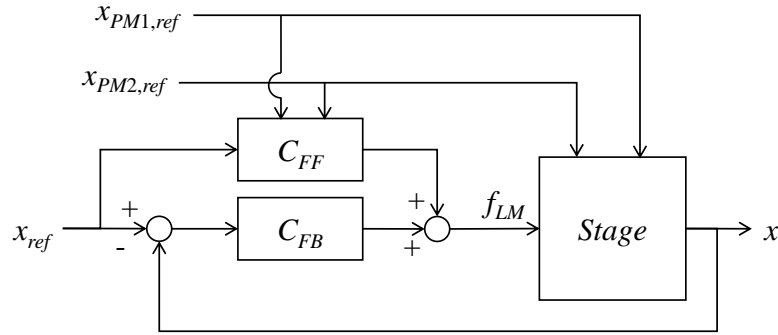 x_{PM1,ref}
x_{PM2,ref}
C_{FF}
+
+
f_{LM}
Stage
x
x_{ref}
-
C_{FB}
+